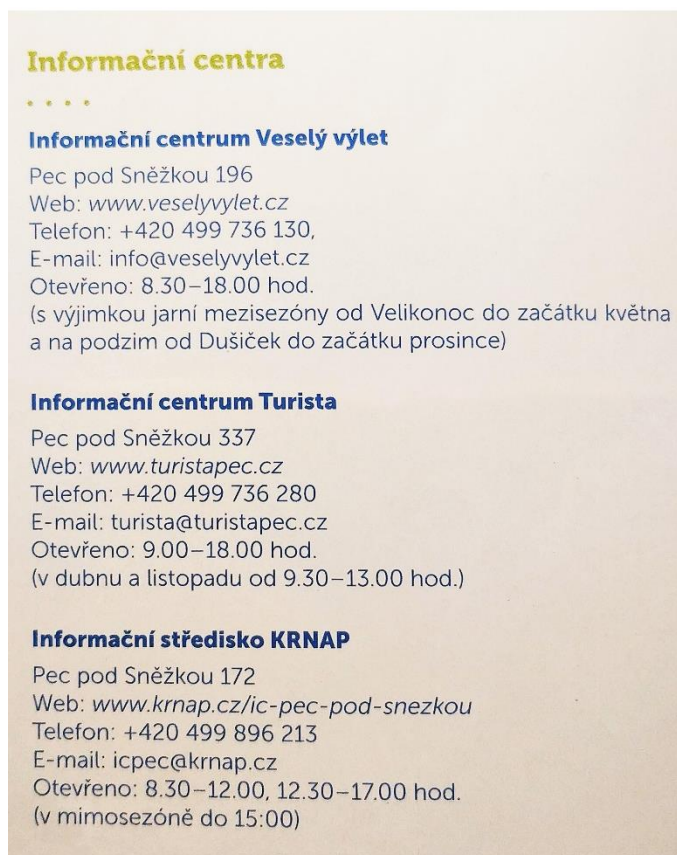 Informační centra
. . . .
Informační centrum Veselý výlet
Pec pod Sněžkou 196
Web: www.veselyvylet.cz
Telefon: +420 499 736 130,
E-mail: info@veselyvylet.cz
Otevřeno: 8.30–18.00 hod.
(s výjimkou jarní mezisezóny od Velikonoc do začátku května
a na podzim od Dušiček do začátku prosince)
Informační centrum Turista
Pec pod Sněžkou 337
Web: www.turistapec.cz
Telefon: +420 499 736 280
E-mail: turista@turistapec.cz
Otevřeno: 9.00–18.00 hod.
(v dubnu a listopadu od 9.30–13.00 hod.)
Informační středisko KRNAP
Pec pod Sněžkou 172
Web: www.krnap.cz/ic-pec-pod-snezkou
Telefon: +420 499 896 213
E-mail: icpec@krnap.cz
Otevřeno: 8.30–12.00, 12.30–17.00 hod.
(v mimosezóně do 15:00)